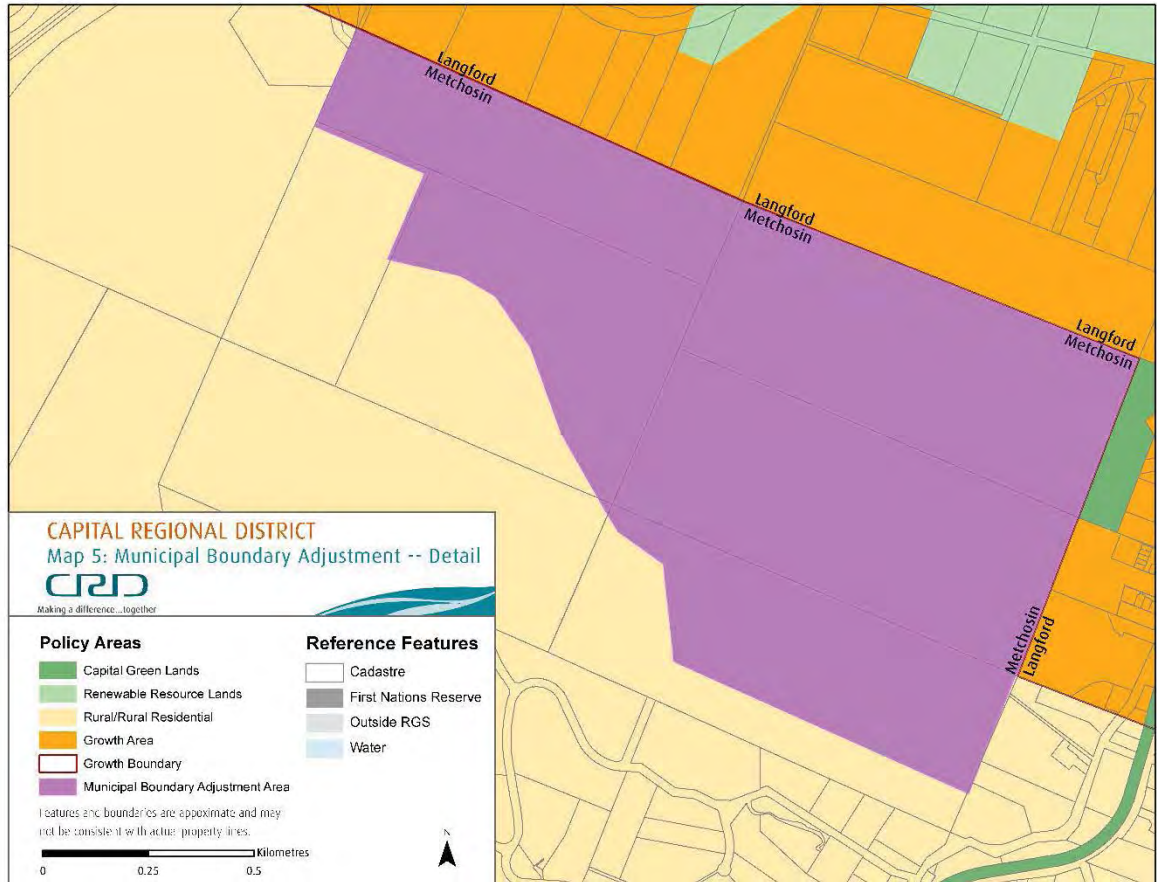 Langford
Metchosin
Langford
Metchosin
Langford
Metchosin
Metchosin
Langford
CAPITAL REGIONAL DISTRICT
Map 5: Municipal Boundary Adjustment -- Detail
CRD
Making a difference...together
Policy Areas
Capital Green Lands
Renewable Resource Lands
Rural/Rural Residential
Growth Area
Growth Boundary
Municipal Boundary Adjustment Area
Reference Features
Cadastre
First Nations Reserve
Outside RGS
Water
Features and boundaries are appoximate and may
not be consistent with actual property lines.
Kilometres
0 0.25 0.5
N